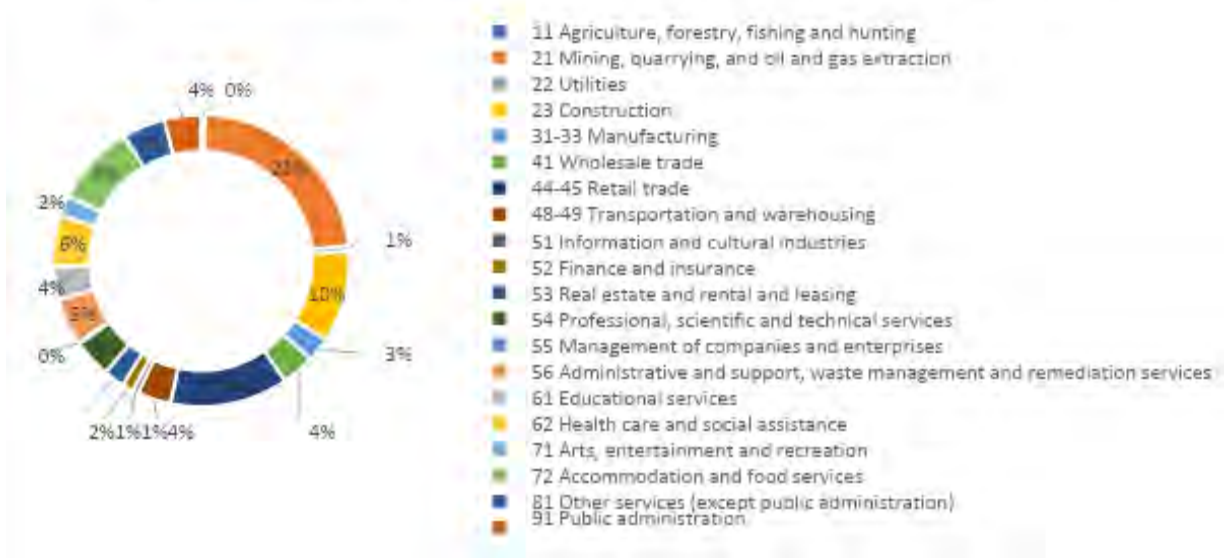 11 Agriculture, forestry, fishing and hunting
21 Mining, quarrying, and oil and gas extraction
22 Utilities
23 Construction
31-33 Manufacturing
41 Wholesale trade
44-45 Retail trade
48-49 Transportation and warehousing
51 Information and cultural industries
52 Finance and insurance
53 Real estate and rental and leasing
54 Professional, scientific and technical services
55 Management of companies and enterprises
56 Administrative and support, waste management and remediation services
61 Educational services
62 Health care and social assistance
71 Arts, entertainment and recreation
72 Accommodation and food services
81 Other services (except public administration)
91 Public administration
4% 0%
1%
10%
3%
4%
2%1%1%4%
0%
5%
4%
6%
2%